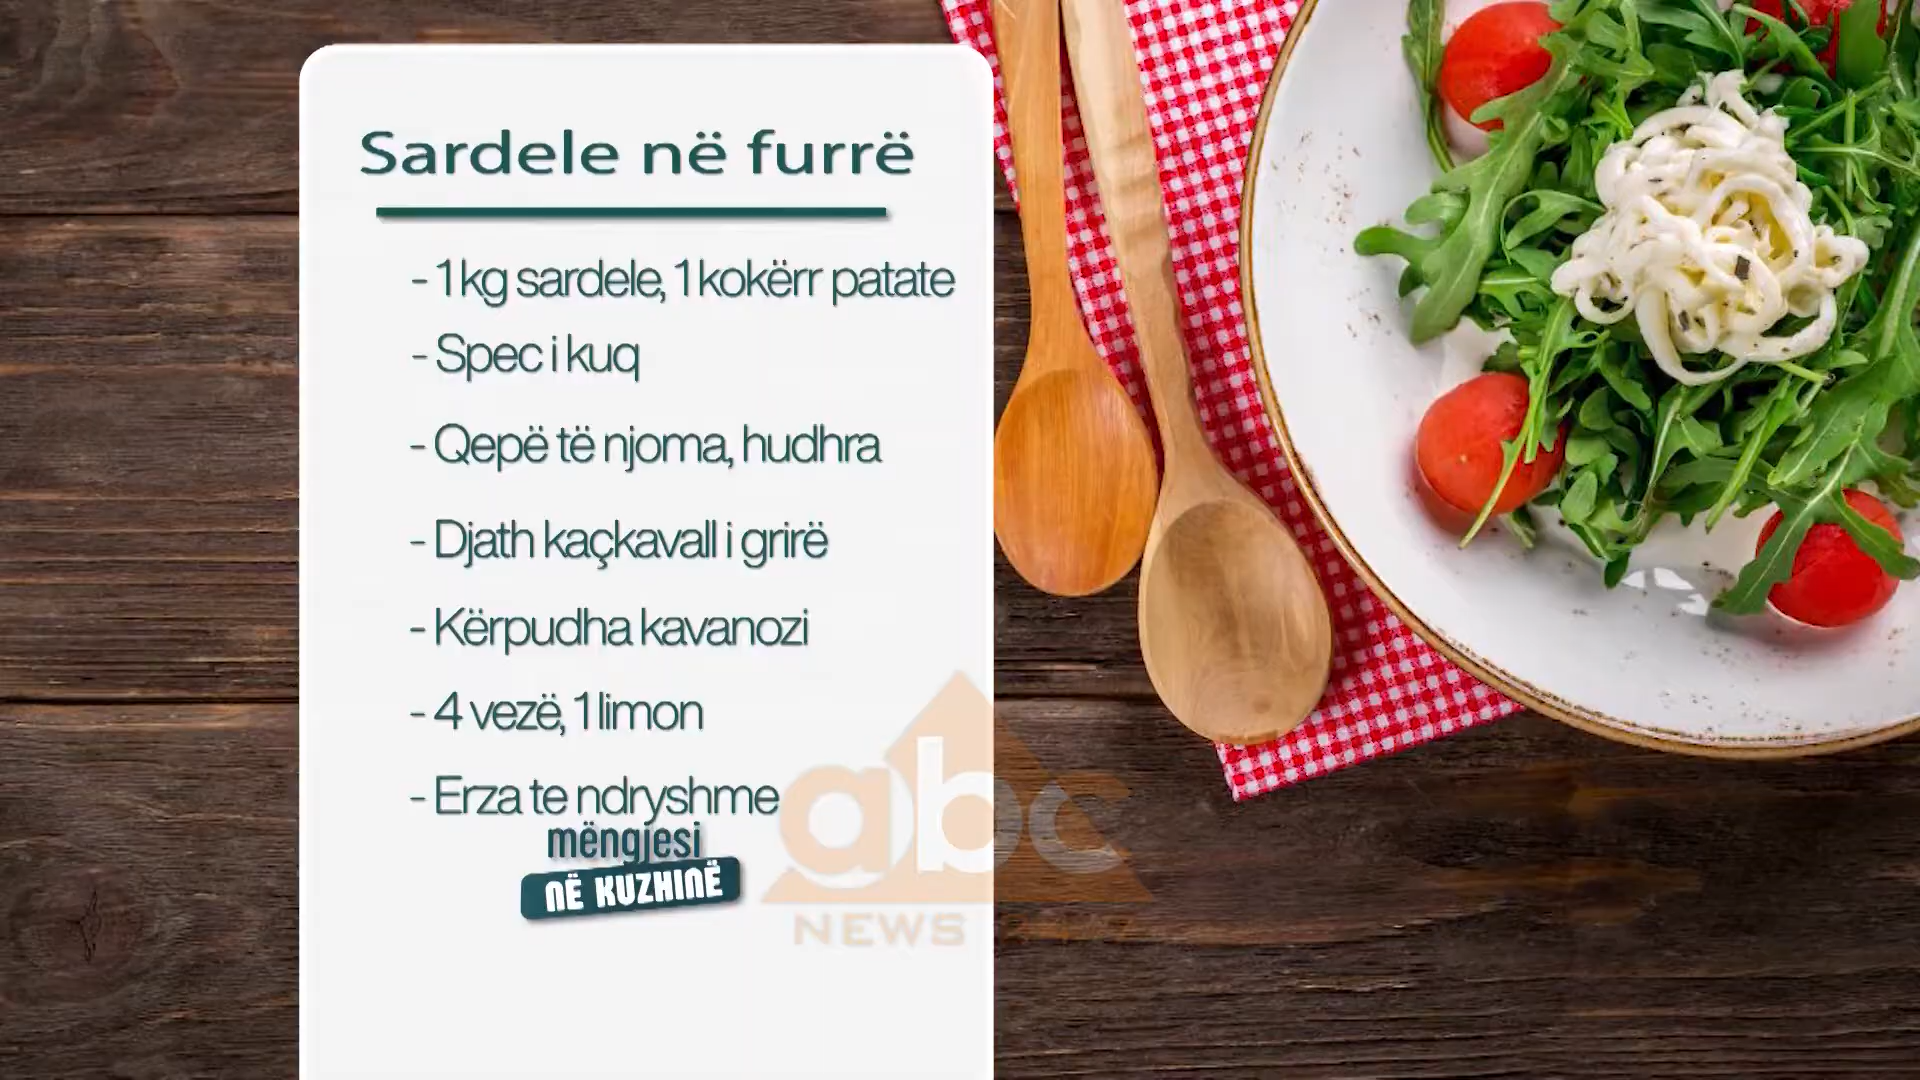 Sardele në furrë
- 1 kg sardele, 1 kokërr patate
- Spec i kuq
- Qepë të njoma, hudhra
- Djath kaçkavall i grirë
- Kërpudha kavanozi
- 4 vezë, 1 limon
- Erza te ndryshme
mëngjesi
NË KUZHINË
abc
NEWS